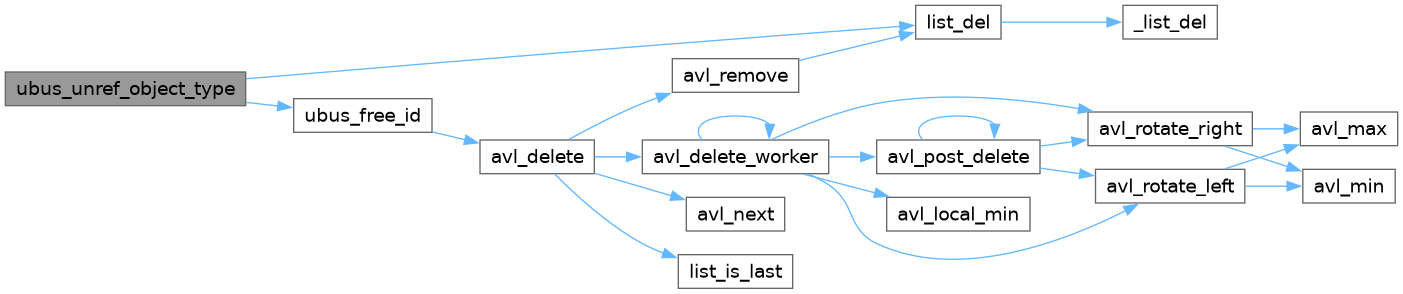 ubus_unref_object_type
list_del
_list_del
ubus_free_id
avl_delete
avl_remove
avl_delete_worker
avl_next
list_is_last
avl_post_delete
avl_local_min
avl_rotate_right
avl_rotate_left
avl_max
avl_min